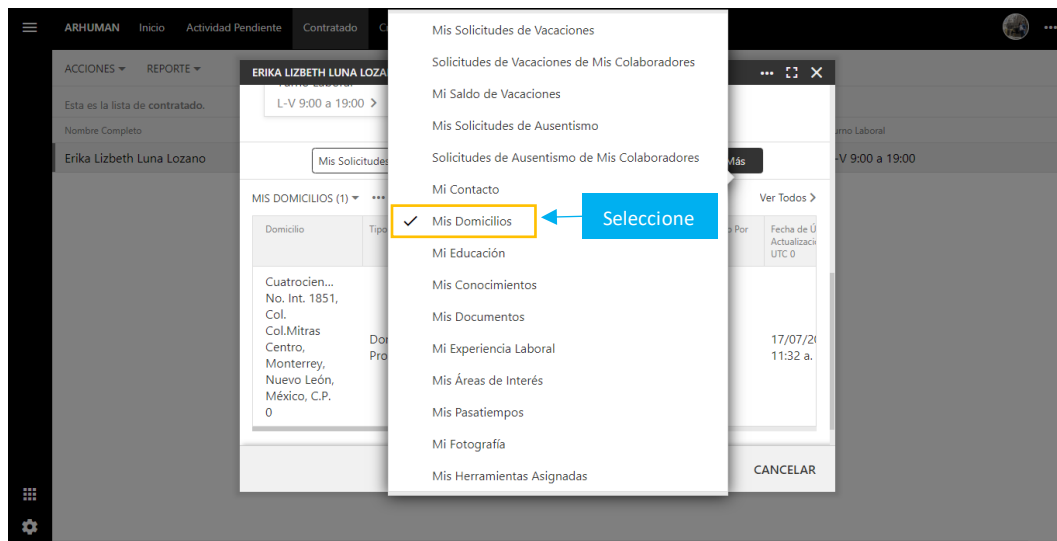 ARHUMAN Inicio Actividad Pendiente Contratado
ACCIONES REPORTE
Esta es la lista de contratado.
Nombre Completo
Erika Lizbeth Luna Lozano
ERIKA LIZBETH LUNA LOZA
Turno Laboral
L-V 9:00 a 19:00
Mis Solicitudes
Más
MIS DOMICILIOS (1)
Ver Todos
Domicilio
Tipo
Por
Fecha de Ú
Actualizaci
UTC 0
Cuatrocien...
No. Int. 1851,
Col.
Col.Mitras
Centro,
Monterrey,
Nuevo León,
México, C.P.
0
Pro
17/07/20
11:32 a.
CANCELAR
Mis Solicitudes de Vacaciones
Solicitudes de Vacaciones de Mis Colaboradores
Mi Saldo de Vacaciones
Mis Solicitudes de Ausentismo
Solicitudes de Ausentismo de Mis Colaboradores
Mi Contacto
Mis Domicilios
Mi Educación
Mis Conocimientos
Mis Documentos
Mi Experiencia Laboral
Mis Áreas de Interés
Mis Pasatiempos
Mi Fotografía
Mis Herramientas Asignadas
Seleccione
urno Laboral
-V 9:00 a 19:00